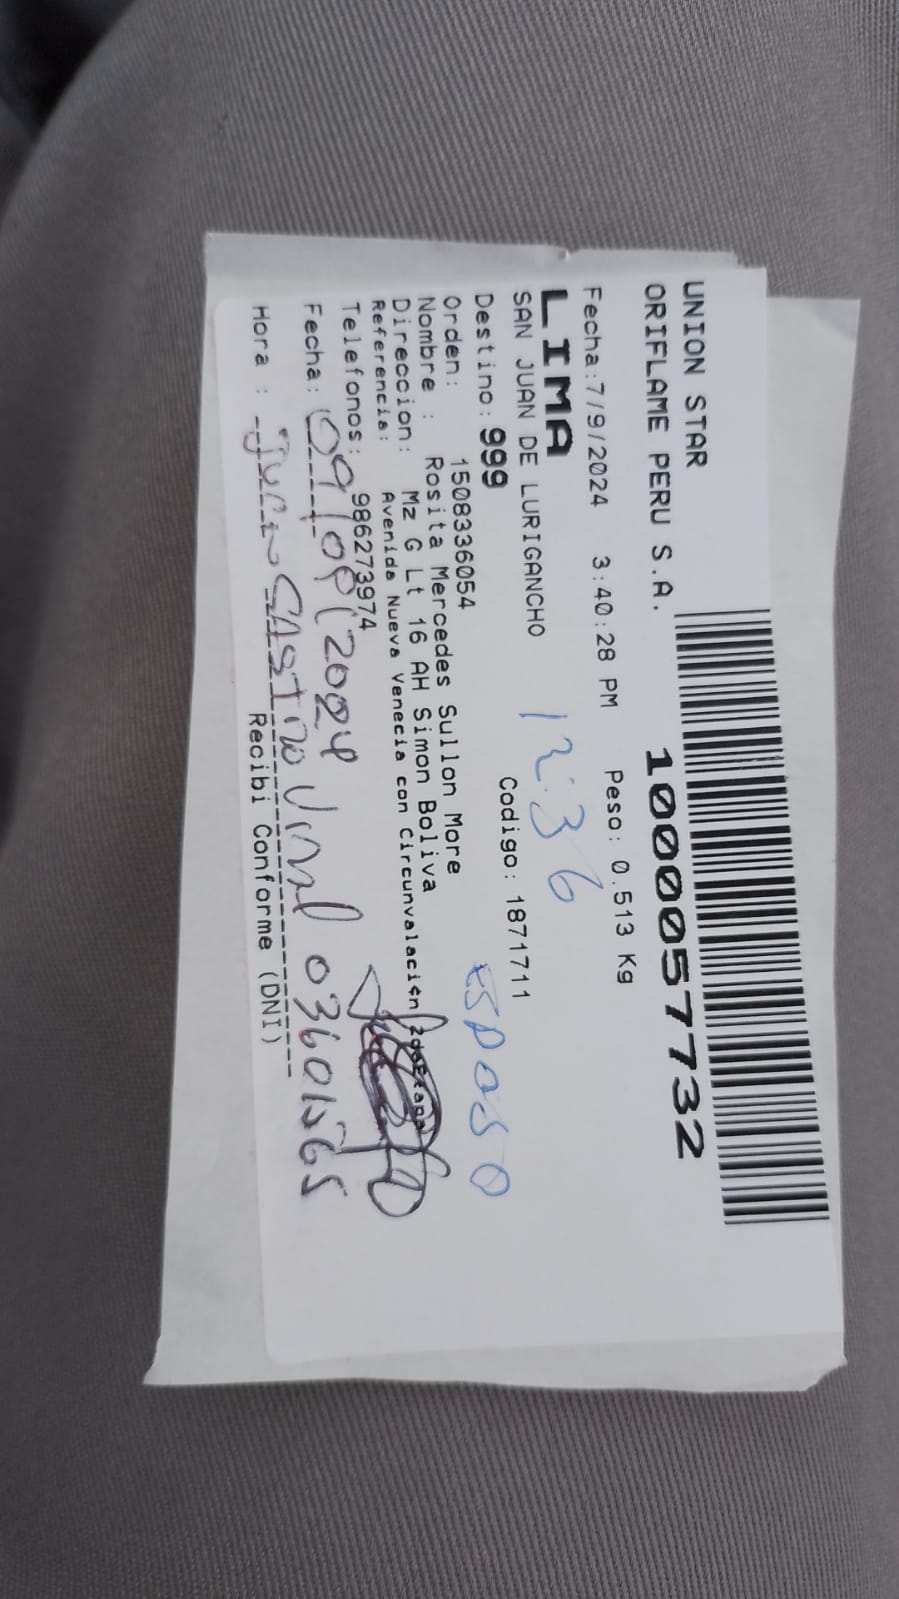 UNION STAR
ORIFLAME PERU S.A. 1000057732
Fecha:7/9/2024 3:40:28 PM Peso: 0.513 Kg
LIMA
SAN JUAN DE LURIGANCHO 12:36
Destino: 999 Codigo: 1871711
Orden: 1508336054 ESPOSO
Nombre : Rosita Mercedes Sullon More
Direccion: Mz G Lt 16 AH Simon Boliva
Referencia: Avenida Nueva Venecia con Circunvalaci¢n 2daEtapa
Telefonos: 986273974
Fecha: 09/09/2024
Hora : 03601565
Recibi Conforme (DNI)